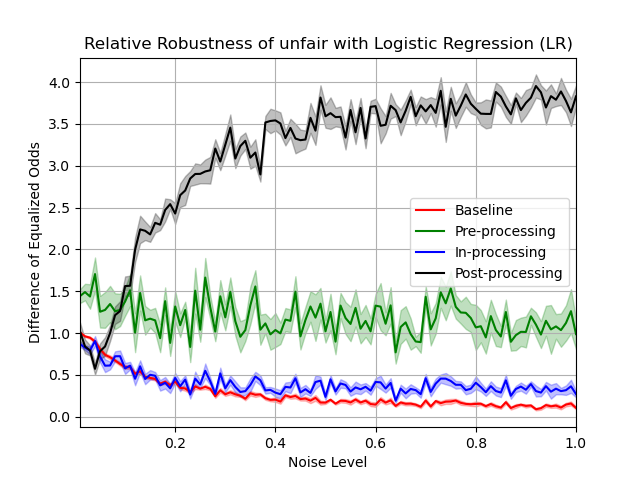 Relative Robustness of unfair with Logistic Regression (LR)
Difference of Equalized Odds
4.0
3.5
3.0
2.5
2.0
1.5
1.0
0.5
0.0
Baseline
Pre-processing
In-processing
Post-processing
0.2
0.4
0.6
0.8
1.0
Noise Level